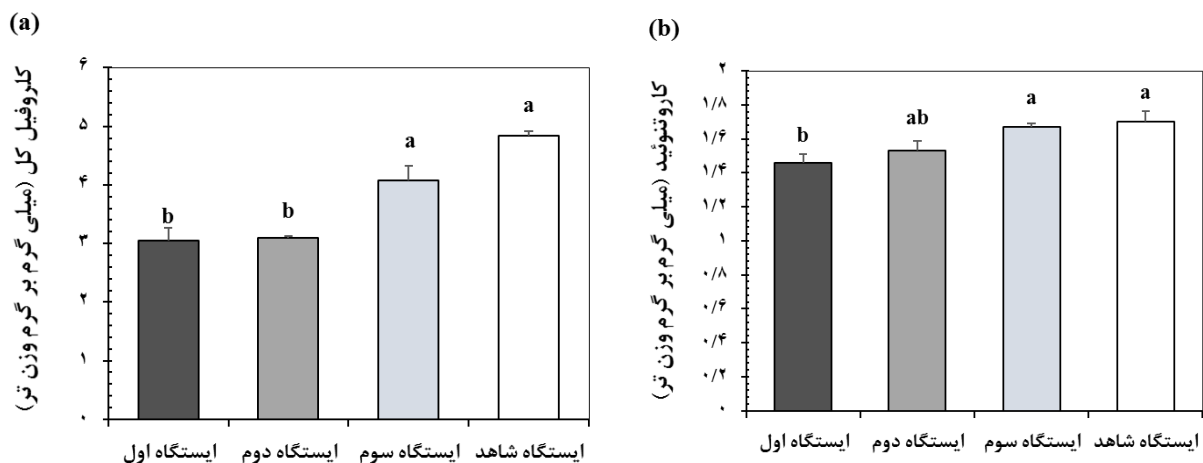 (a)
کلروفیل کل (میلی گرم بر گرم وزن تر)
۶
۵
۴
۳
۲
۱
۰
b
b
a
a
ایستگاه اول
ایستگاه دوم
ایستگاه سوم
ایستگاه شاهد
(b)
کاروتنوئید (میلی گرم بر گرم وزن تر)
۲
۱/۸
۱/۶
۱/۴
۱/۲
۱
۰/۸
۰/۶
۰/۴
۰/۲
۰
b
ab
a
a
ایستگاه اول
ایستگاه دوم
ایستگاه سوم
ایستگاه شاهد